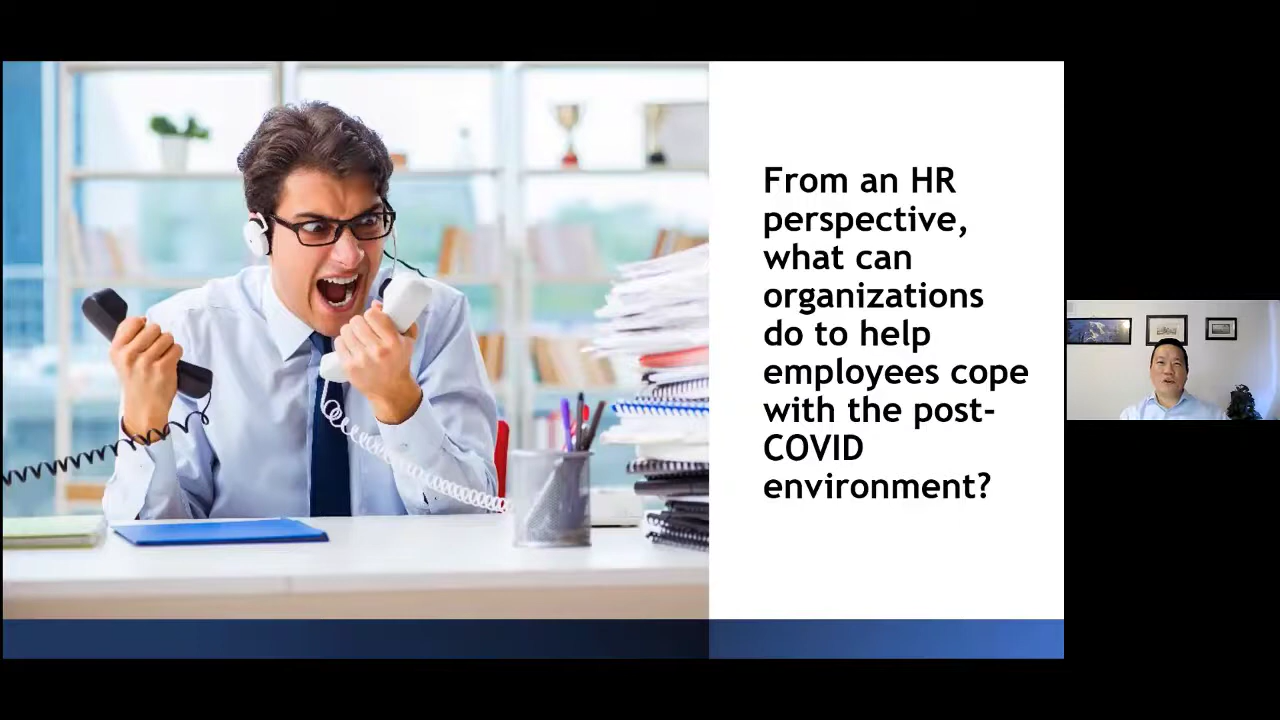 From an HR
perspective,
what can
organizations
do to help
employees cope
with the post-
COVID
environment?